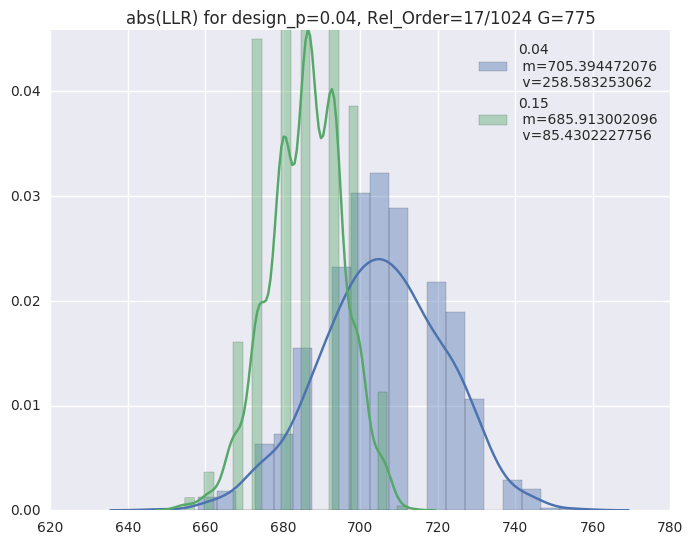 abs(LLR) for design_p=0.04, Rel_Order=17/1024 G=775
0.04
m=705.394472076
v=258.583253062
0.15
m=685.913002096
v=85.4302227756
0.04
0.03
0.02
0.01
0.00
620 640 660 680 700 720 740 760 780